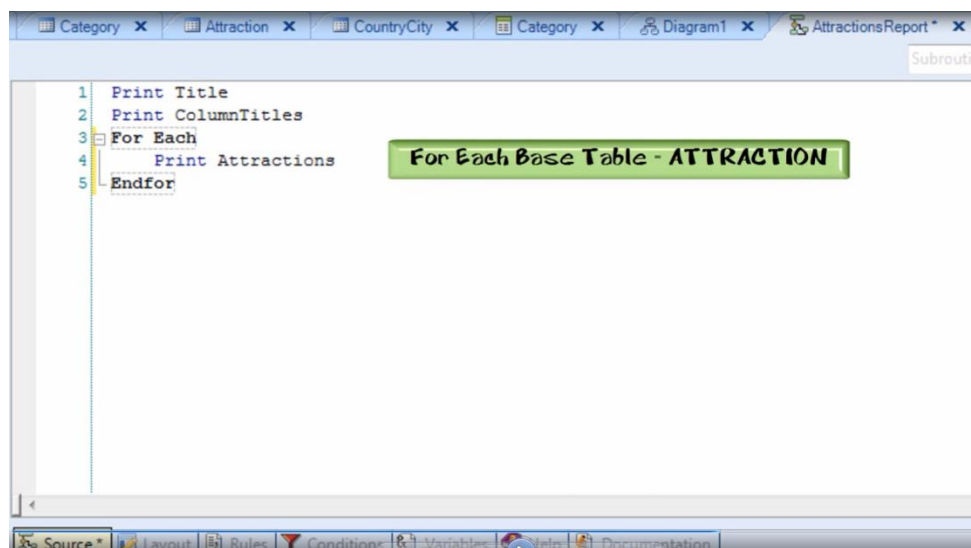 Category X Attraction X CountryCity X Category X Diagram1 X AttractionsReport * X
Subrouti
1 Print Title
2 Print ColumnTitles
3 For Each
4 Print Attractions
5 Endfor
For Each Base Table - ATTRACTION
Source * Layout Rules Conditions Variables Help Documentation